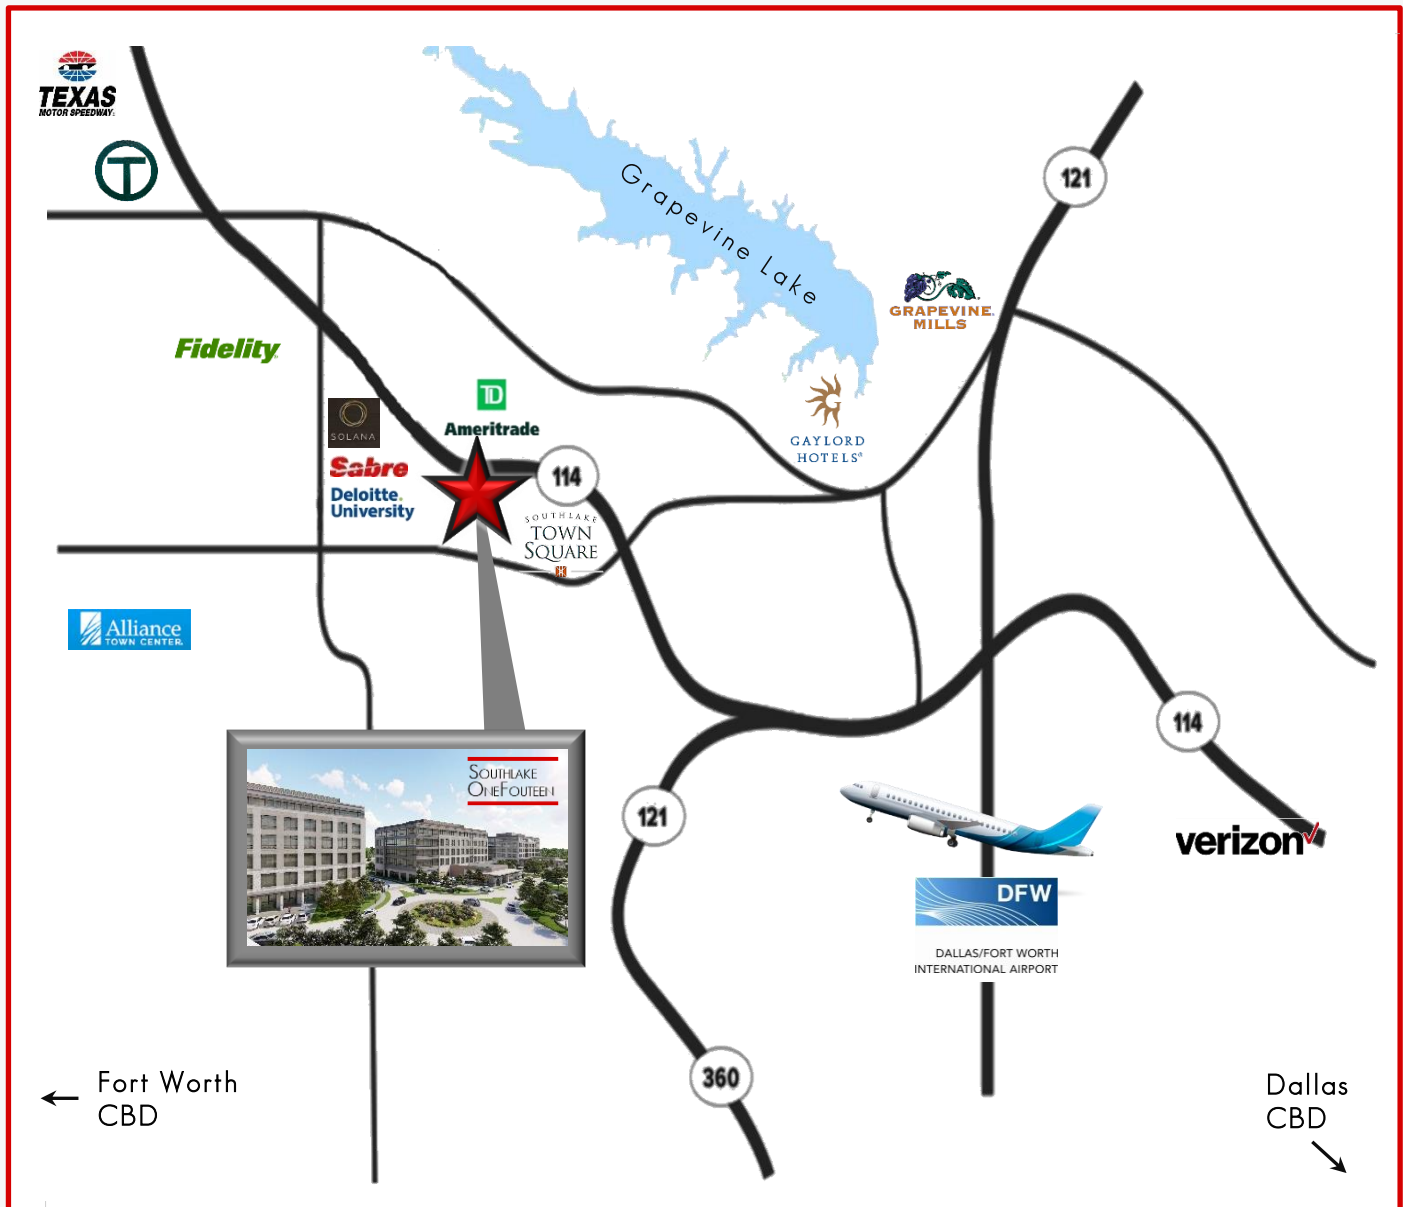 TEXAS
MOTOR SPEEDWAY
T
121
Grapevine Lake
GRAPEVINE
MILLS
Fidelity
TD
Ameritrade
SOLANA
Sabre
Deloitte.
University
114
GAYLORD
HOTELS®
SOUTHLAKE
TOWN
SQUARE
Alliance
TOWN CENTER
114
SOUTHLAKE
ONEFOUTEEN
121
verizon
DFW
DALLAS/FORT WORTH
INTERNATIONAL AIRPORT
360
Fort Worth
CBD
Dallas
CBD